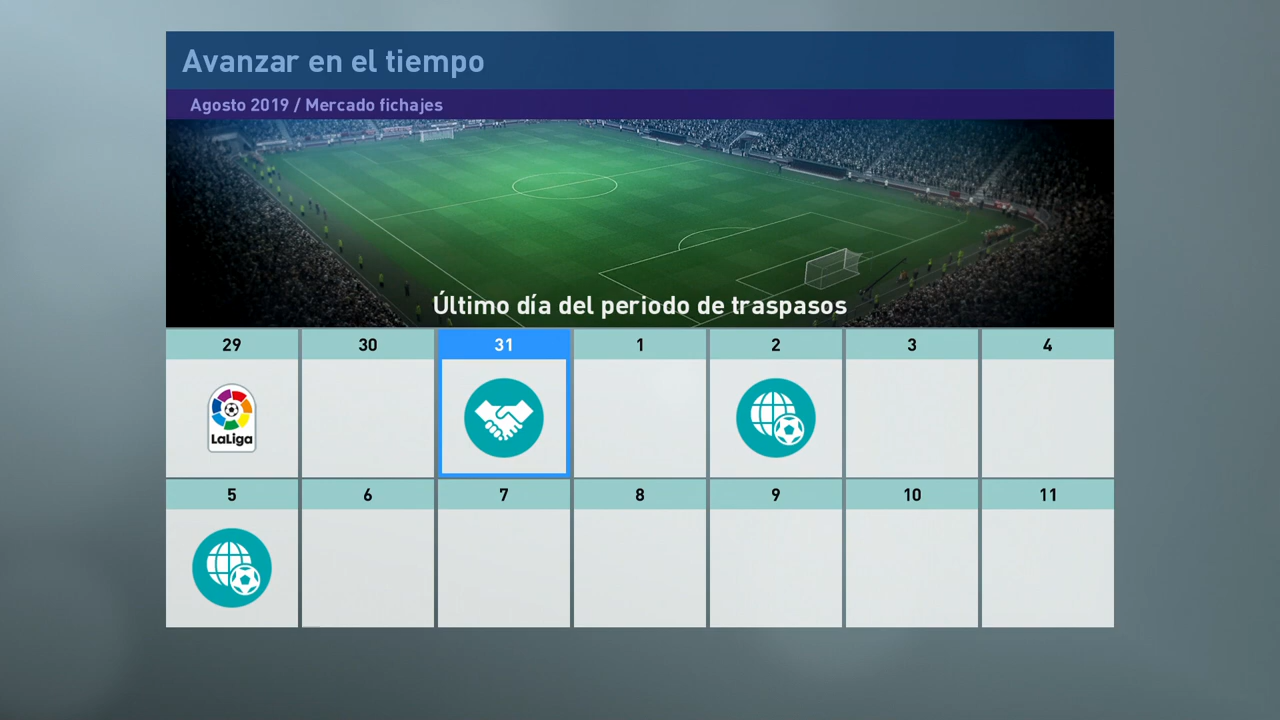 Avanzar en el tiempo
Agosto 2019 / Mercado fichajes
Último día del periodo de traspasos
29 30 31 1 2 3 4
LaLiga
5 6 7 8 9 10 11